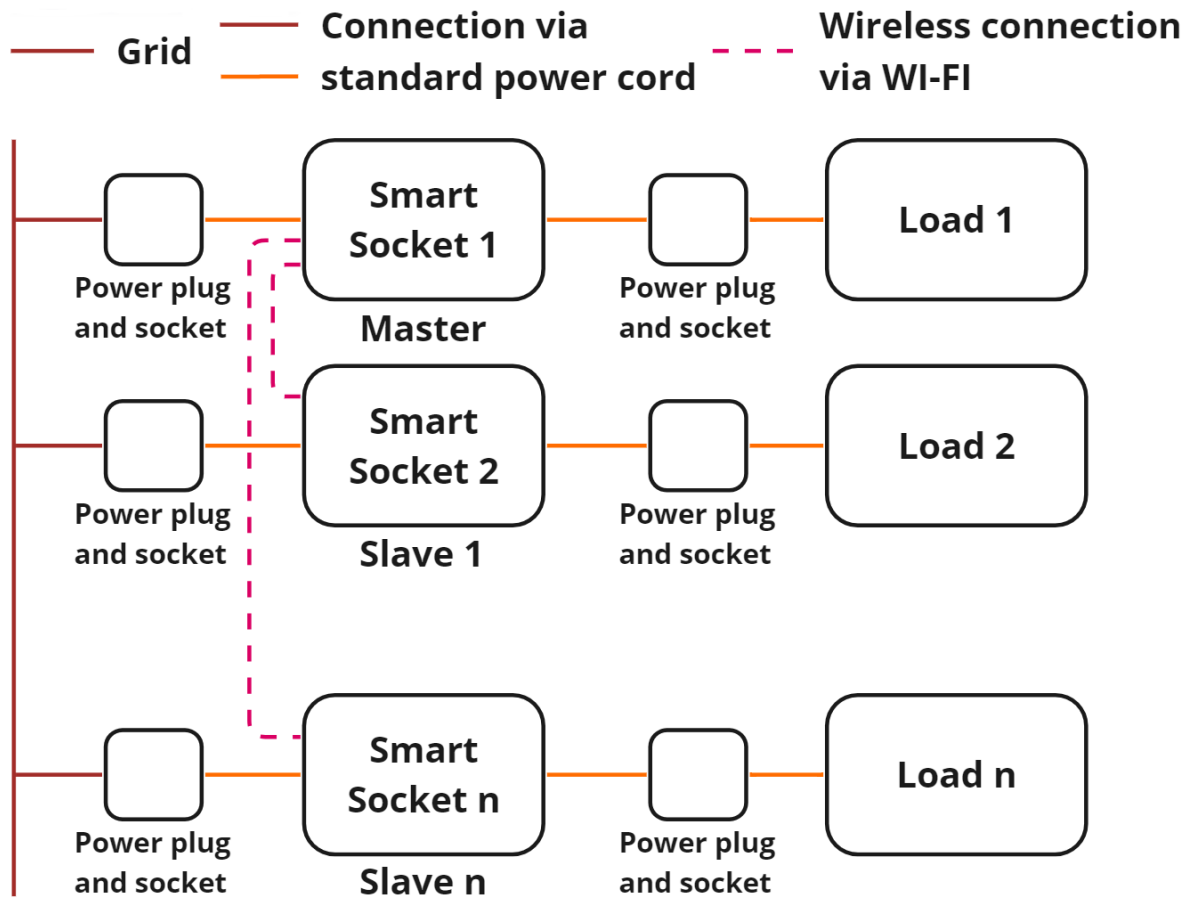 Grid
Connection via
standard power cord
Wireless connection
via WI-FI
Smart
Socket 1
Load 1
Power plug
and socket
Master
Power plug
and socket
Smart
Socket 2
Load 2
Power plug
and socket
Slave 1
Power plug
and socket
Smart
Socket n
Load n
Power plug
and socket
Slave n
Power plug
and socket